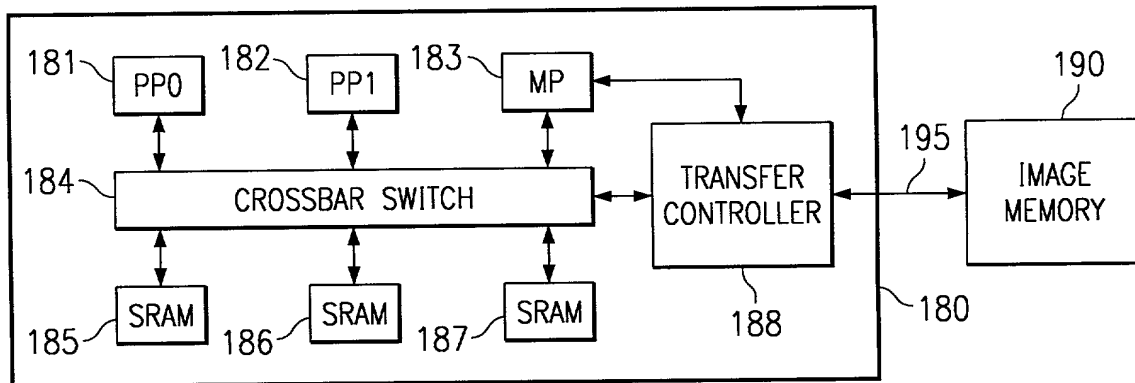 181
PP0
182
PP1
183
MP
190
195
184
CROSSBAR SWITCH
TRANSFER
CONTROLLER
IMAGE
MEMORY
185
SRAM
186
SRAM
187
SRAM
188
180